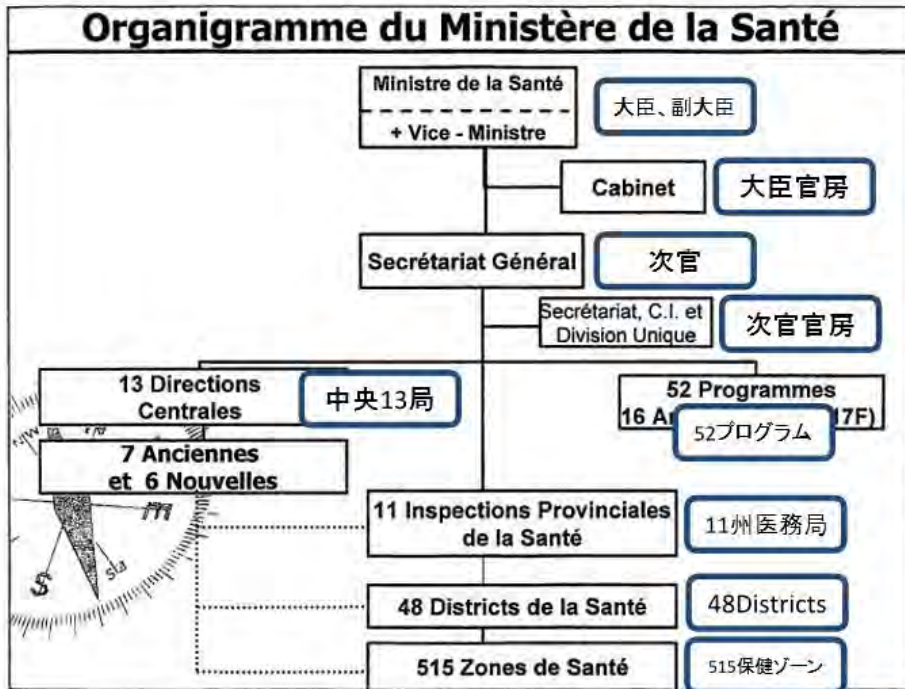 Organigramme du Ministère de la Santé
Ministre de la Santé
+ Vice - Ministre
大臣、副大臣
Cabinet
大臣官房
Secrétariat Général
次官
Secrétariat, C.I. et
Division Unique
次官官房
13 Directions
Centrales
中央13局
52 Programmes
16 17F)
52プログラム
7 Anciennes
et 6 Nouvelles
NW
11 Inspections Provinciales
de la Santé
11州医務局
S
48 Districts de la Santé
48Districts
515 Zones de Santé
515保健ゾーン